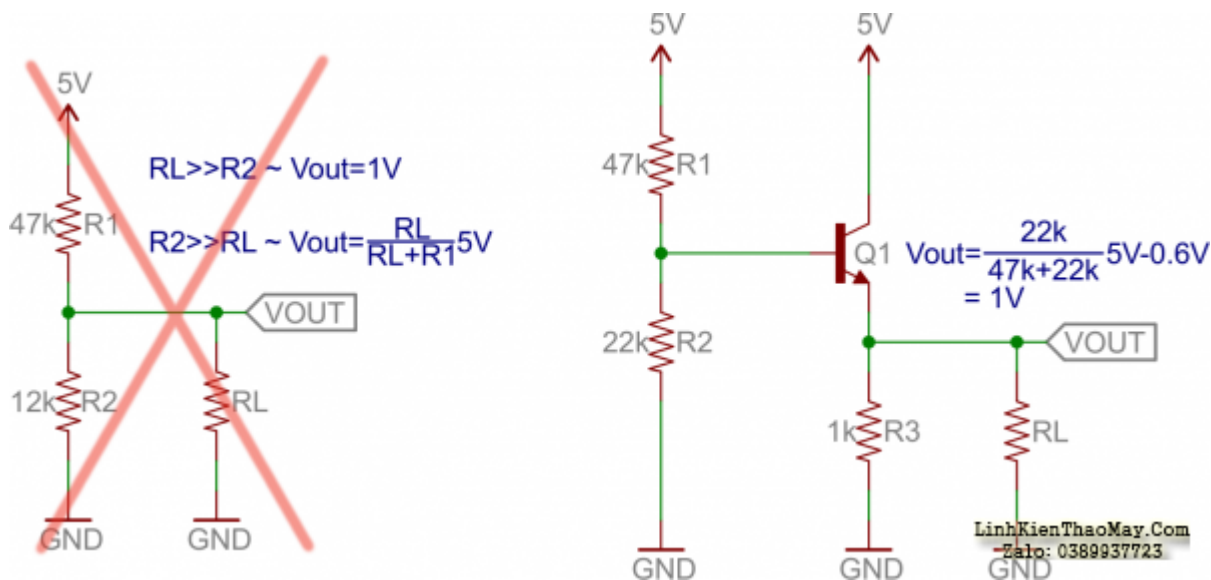 5V
RL>>R2 ~ Vout=1V
47k R1
R2>>RL ~ Vout=RL/RL+R1 5V
VOUT
12k R2
RL
GND
GND
5V
5V
47k R1
Q1
Vout=22k/47k+22k 5V-0.6V
= 1V
22k R2
VOUT
1k R3
RL
LinhKienThaoMay.Com
Zalo: 0389937723
GND
GND
GND